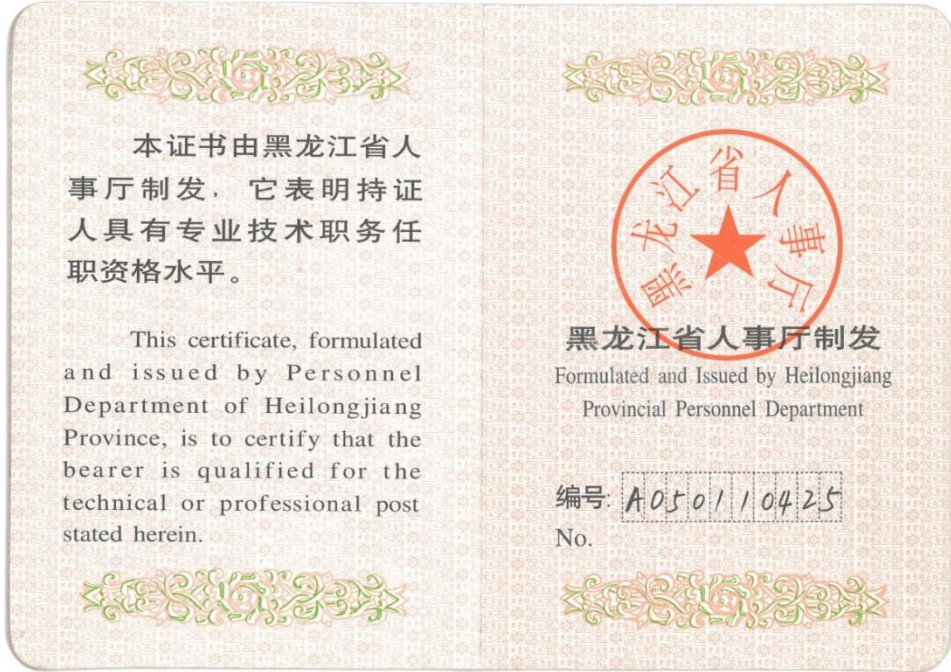 本证书由黑龙江省人
事厅制发，它表明持证
人具有专业技术职务任
职资格水平。
This certificate, formulated
and issued by Personnel
Department of Heilongjiang
Province, is to certify that the
bearer is qualified for the
technical or professional post
stated herein.
黑龙江省人事厅
黑龙江省人事厅制发
Formulated and Issued by Heilongjiang
Provincial Personnel Department
编号: A050110425
No.